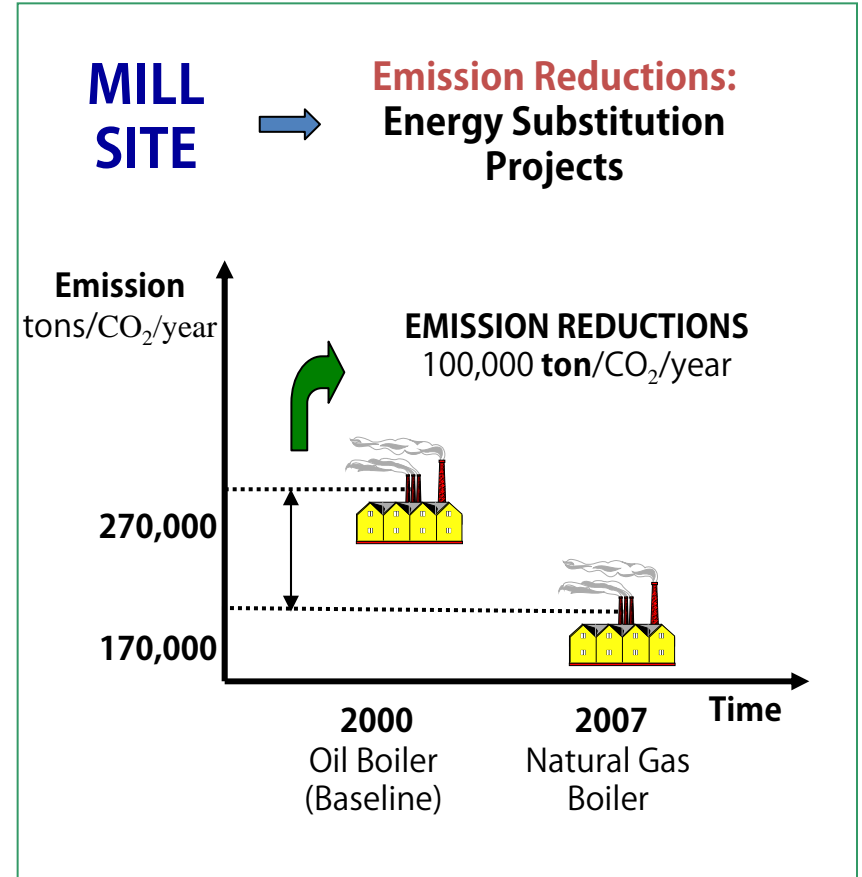 MILL
SITE
Emission Reductions:
Energy Substitution
Projects
Emission
tons/CO₂/year
EMISSION REDUCTIONS
100,000 ton/CO₂/year
270,000
170,000
Time
2000
Oil Boiler
(Baseline)
2007
Natural Gas
Boiler